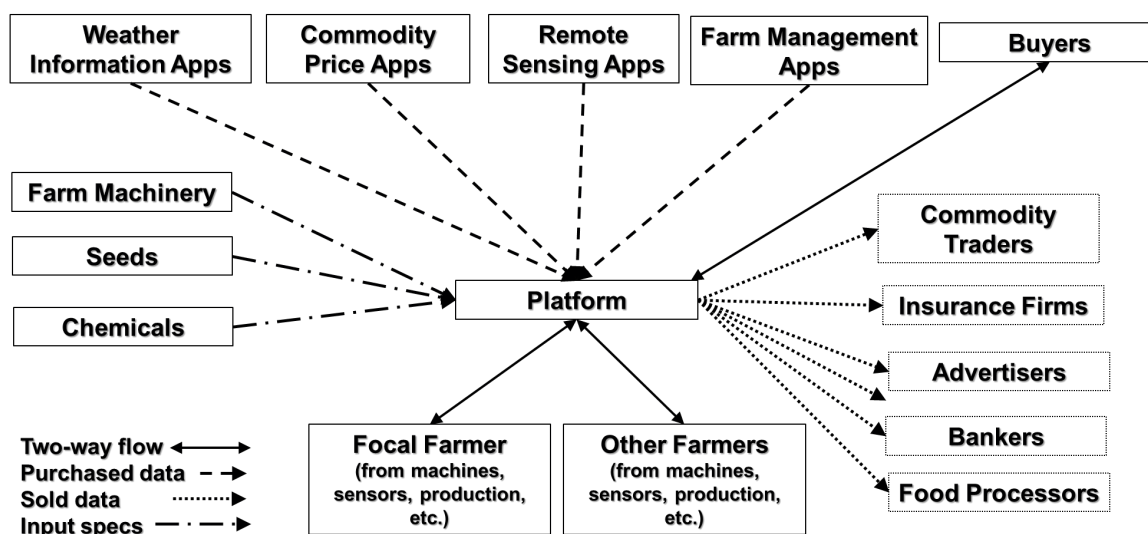 Weather
Information Apps
Commodity
Price Apps
Remote
Sensing Apps
Farm Management
Apps
Buyers
Farm Machinery
Seeds
Chemicals
Platform
Commodity
Traders
Insurance Firms
Advertisers
Bankers
Food Processors
Focal Farmer
(from machines,
sensors, production,
etc.)
Other Farmers
(from machines,
sensors, production,
etc.)
Two-way flow
Purchased data
Sold data
Input specs